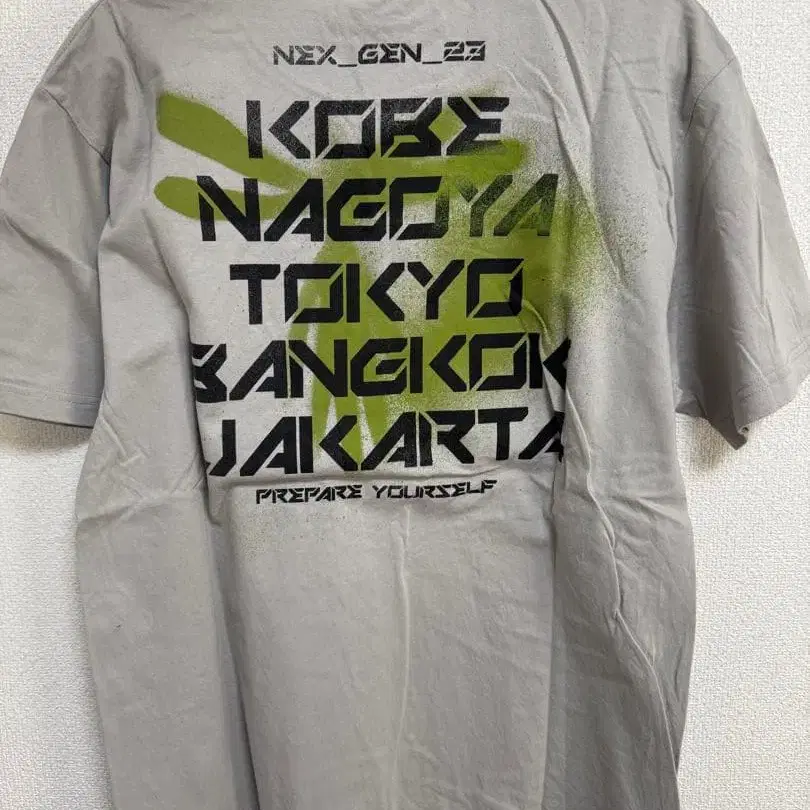 NEX_GEN_23
KOBE
NAGOYA
TOKYO
BANGKOK
JAKARTA
PREPARE YOURSELF